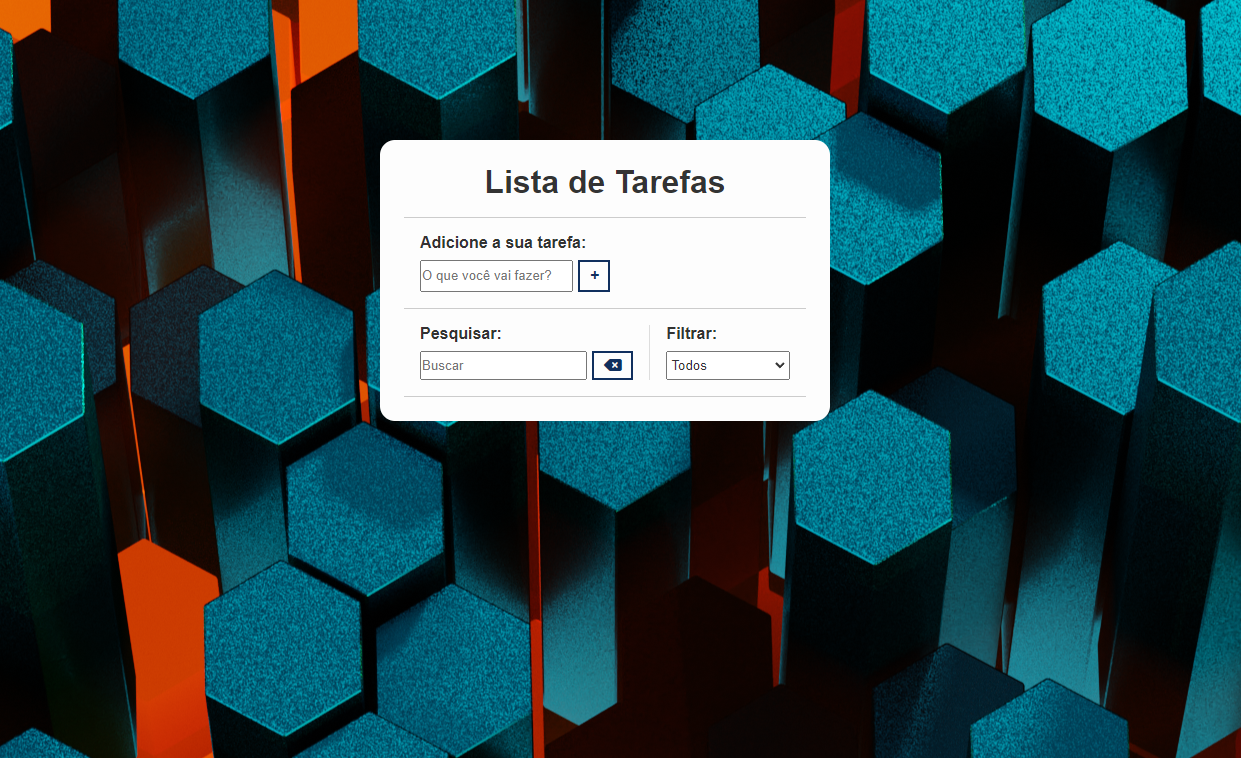 Lista de Tarefas
Adicione a sua tarefa:
O que você vai fazer? +
Pesquisar:
Buscar
Filtrar:
Todos